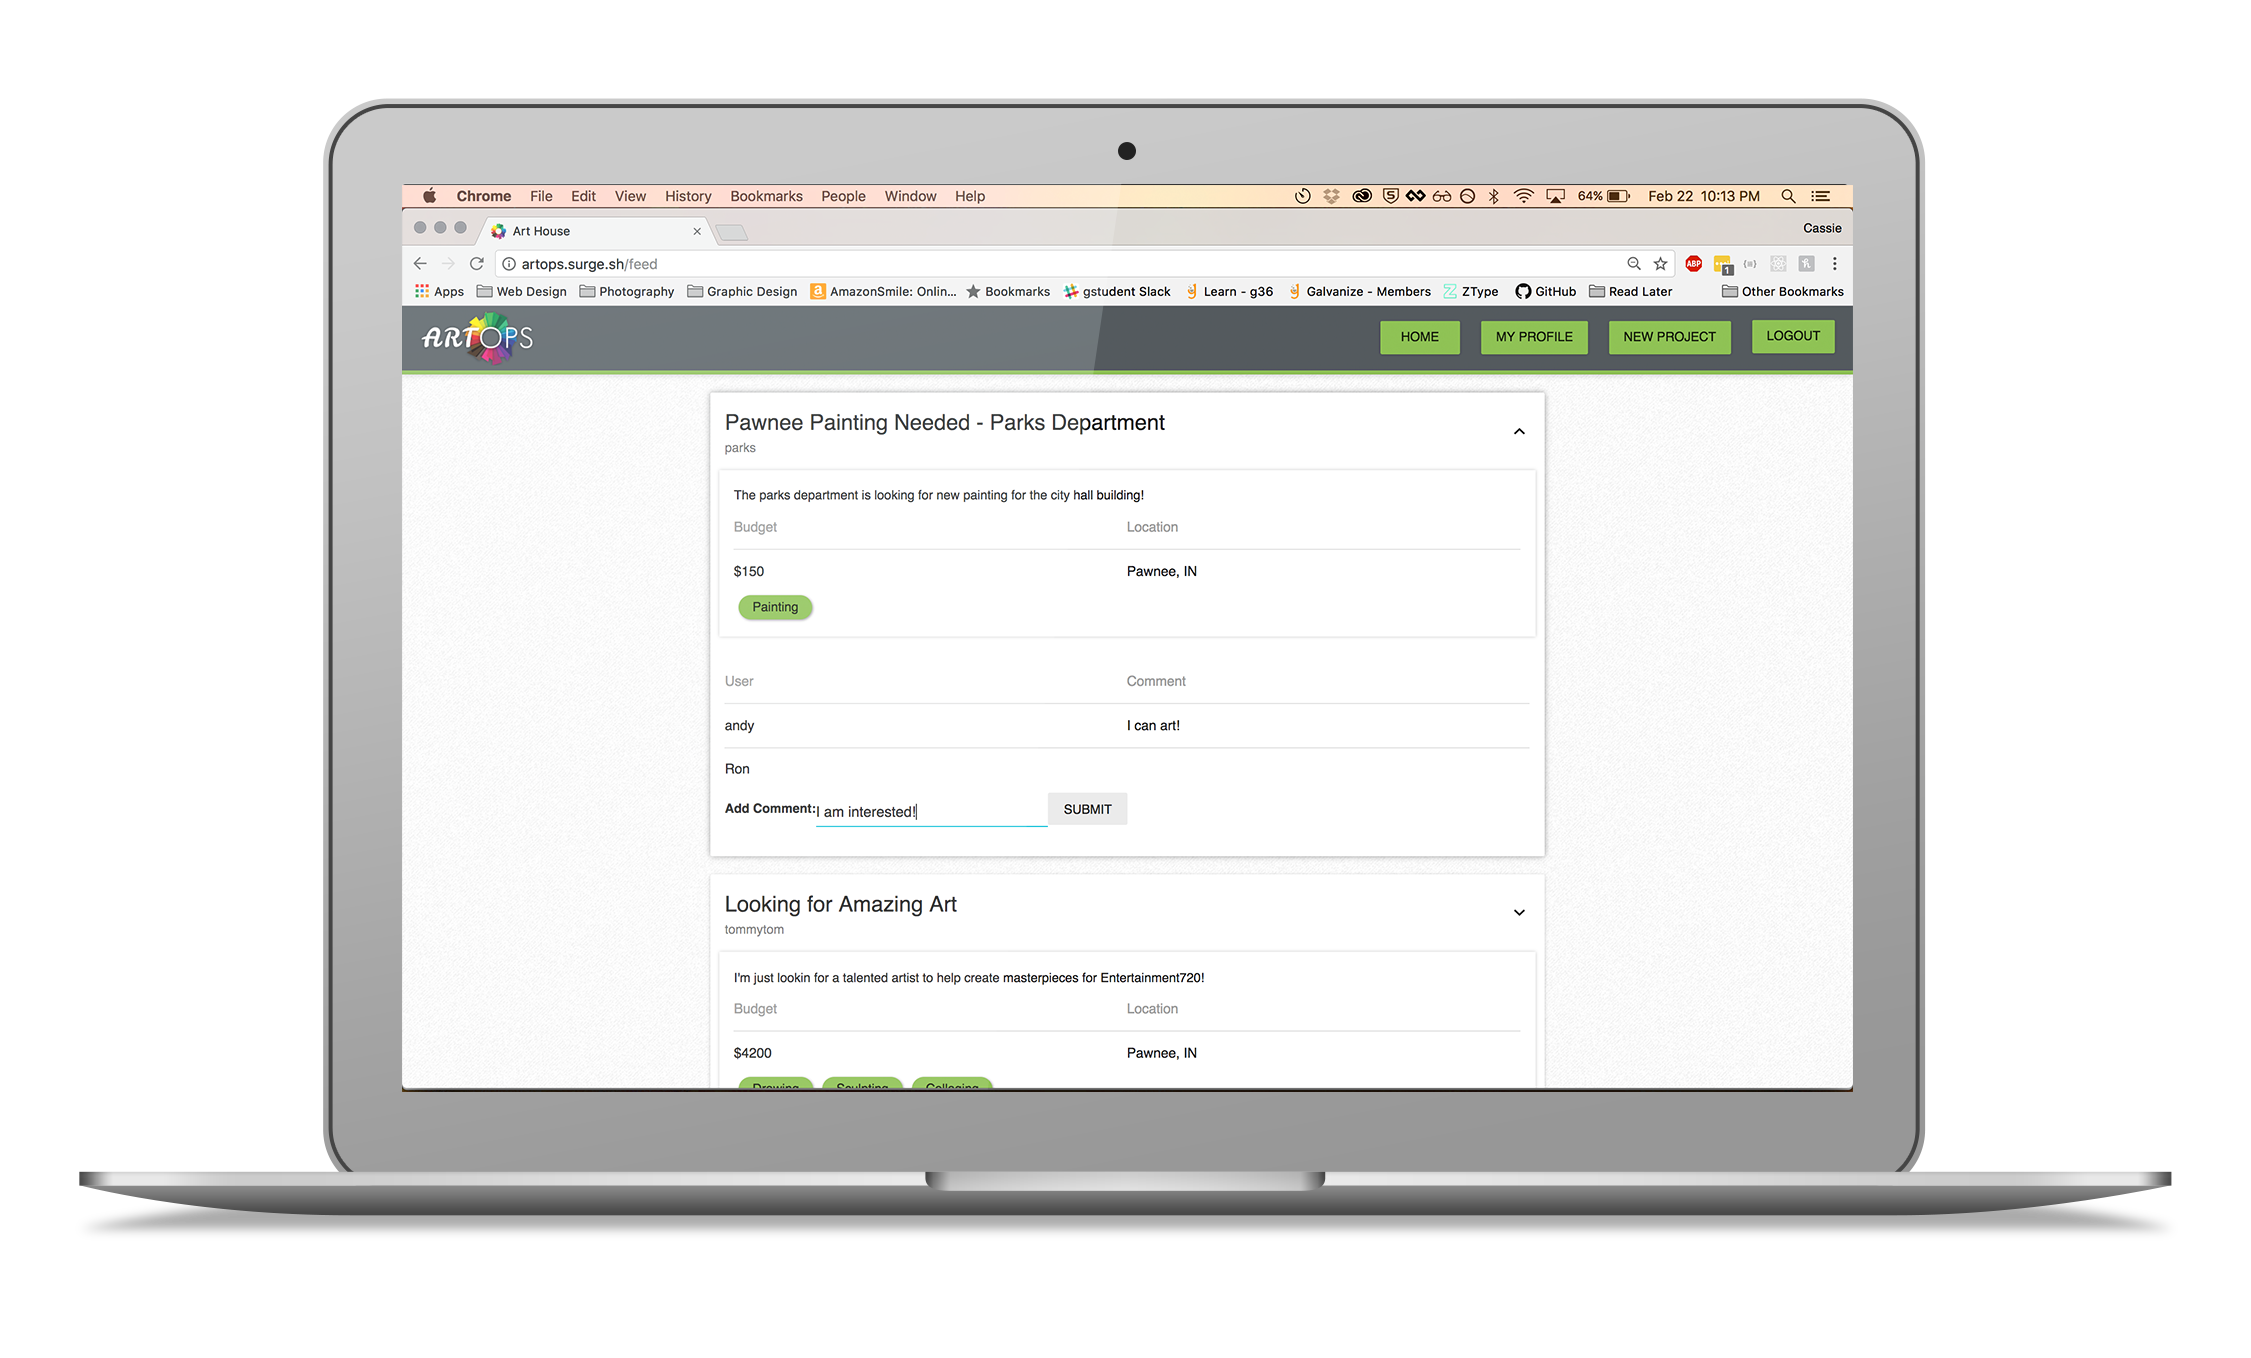 Chrome File Edit View History Bookmarks People Window Help 64% Feb 22 10:13 PM
Art House Cassie
artops.surge.sh/feed ABP 1
Apps Web Design Photography Graphic Design AmazonSmile: Onlin... Bookmarks gstudent Slack Learn - g36 Galvanize - Members ZType GitHub Read Later Other Bookmarks
ARTOPS HOME MY PROFILE NEW PROJECT LOGOUT
Pawnee Painting Needed - Parks Department
parks
The parks department is looking for new painting for the city hall building!
Budget Location
$150 Pawnee, IN
Painting
User Comment
andy I can art!
Ron
Add Comment: I am interested! SUBMIT
Looking for Amazing Art
tommytom
I'm just lookin for a talented artist to help create masterpieces for Entertainment720!
Budget Location
$4200 Pawnee, IN
Drawing Sculpting Collaging